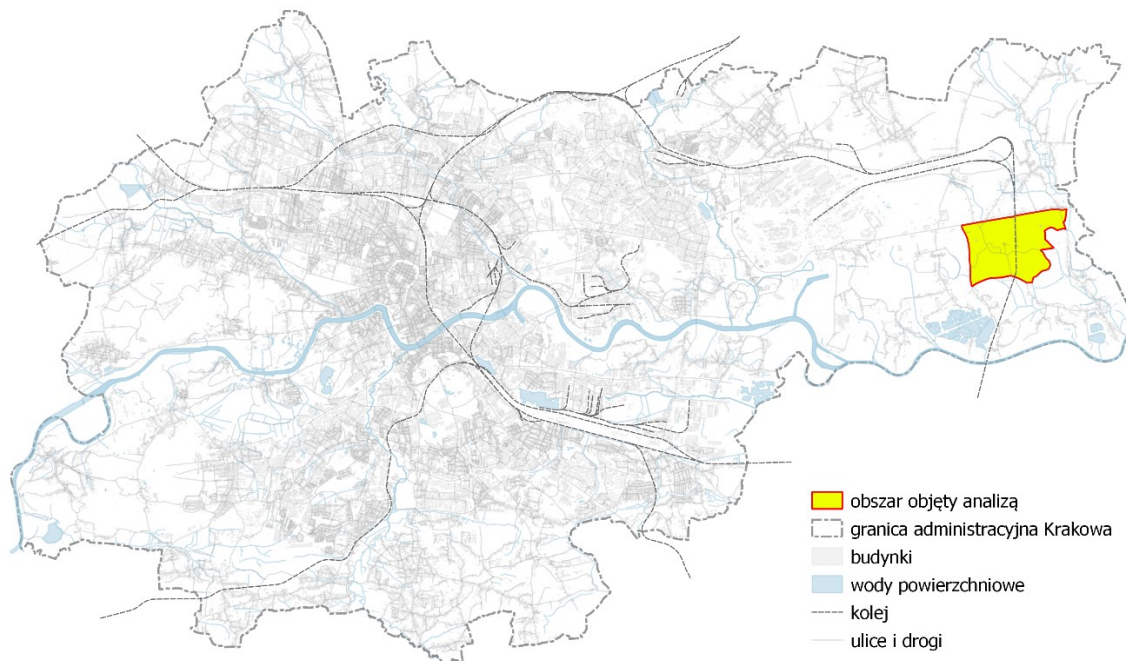 obszar objęty analizą
granica administracyjna Krakowa
budynki
wody powierzchniowe
kolej
ulice i drogi